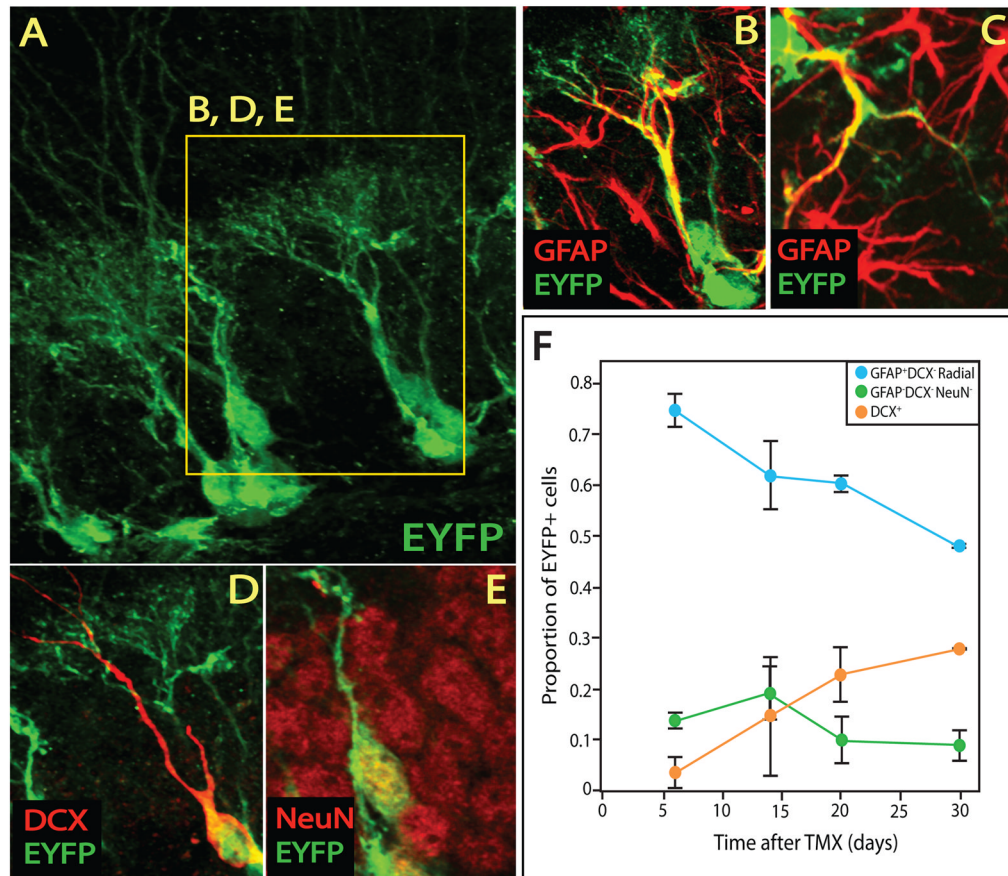 A
B, D, E
EYFP
B
GFAP
EYFP
C
GFAP
EYFP
D
DCX
EYFP
E
NeuN
EYFP
F
GFAP⁺DCX⁻ Radial
GFAP⁻DCX⁻ NeuN⁻
DCX⁺
Proportion of EYFP+ cells
0.8
0.7
0.6
0.5
0.3
0.2
0.1
0
0 5 10 15 20 25 30
Time after TMX (days)